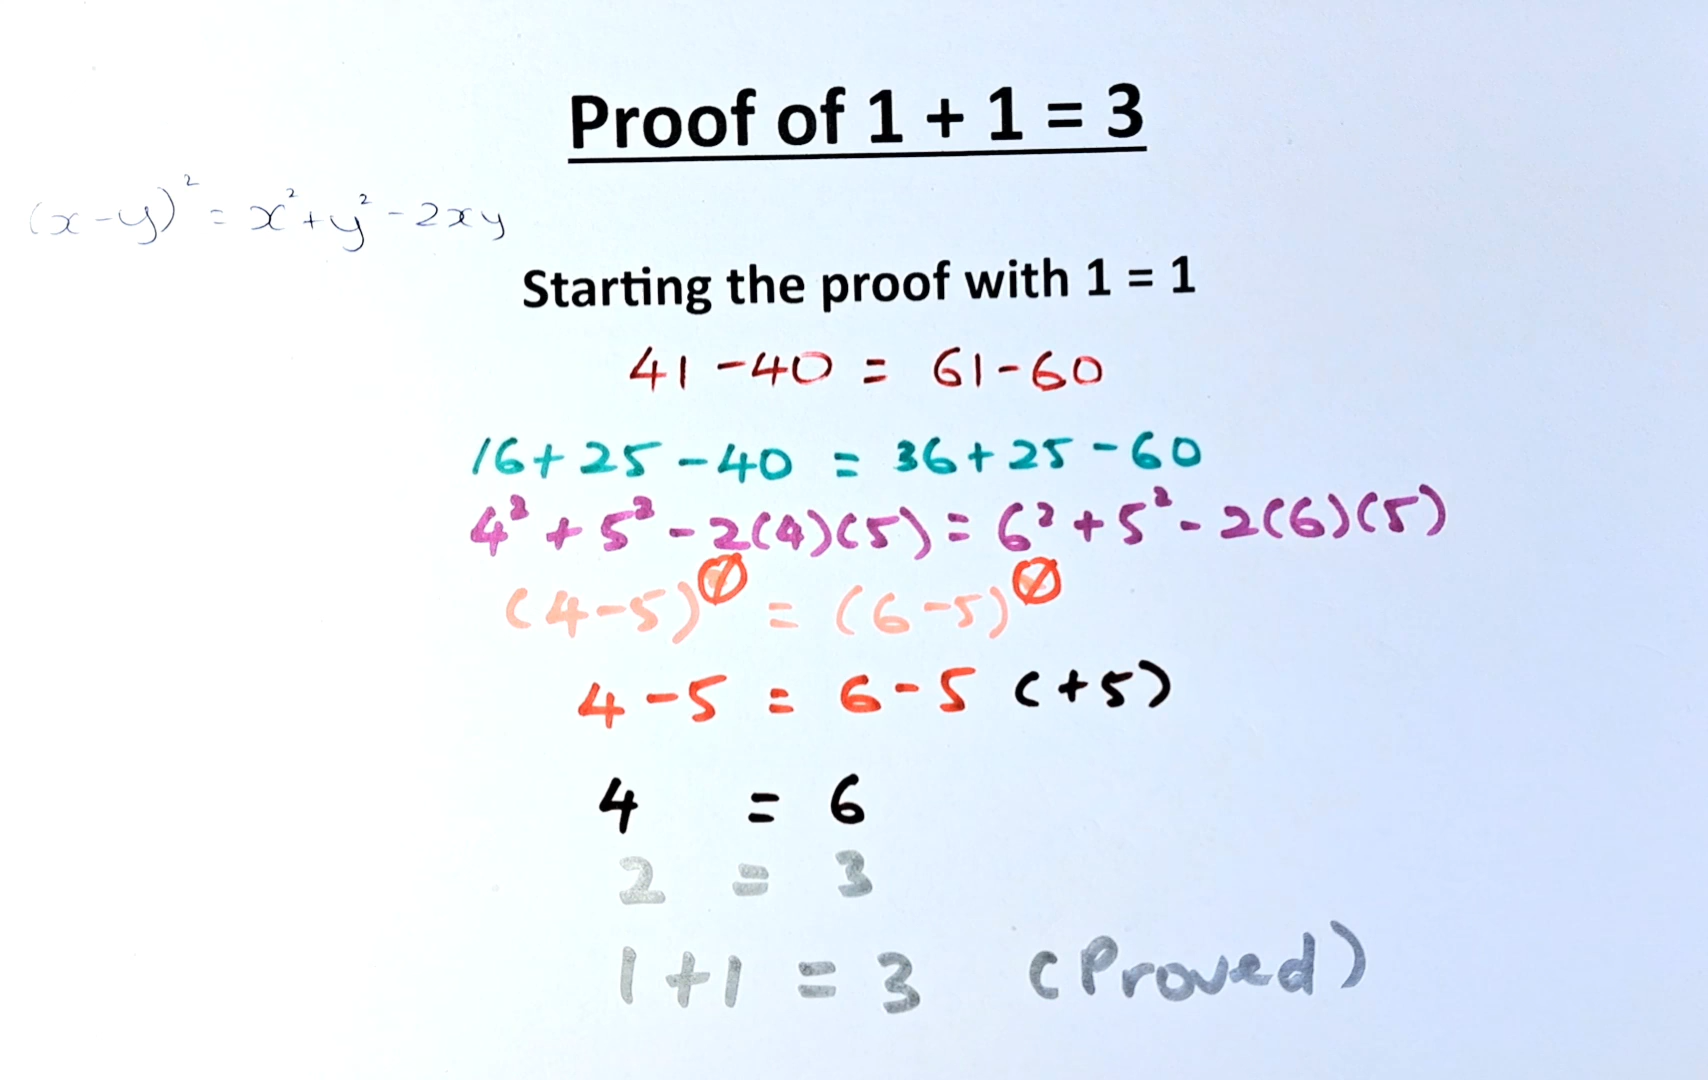 Proof of 1 + 1 = 3
(x-y)² = x²+y² - 2xy
Starting the proof with 1 = 1
41 - 40 = 61 - 60
16 + 25 - 40 = 36 + 25 - 60
4² + 5² - 2(4)(5) = 6² + 5² - 2(6)(5)
(4-5) = (6-5)
4 - 5 = 6 - 5 (+5)
4 = 6
2 = 3
1+1 = 3 (Proved)